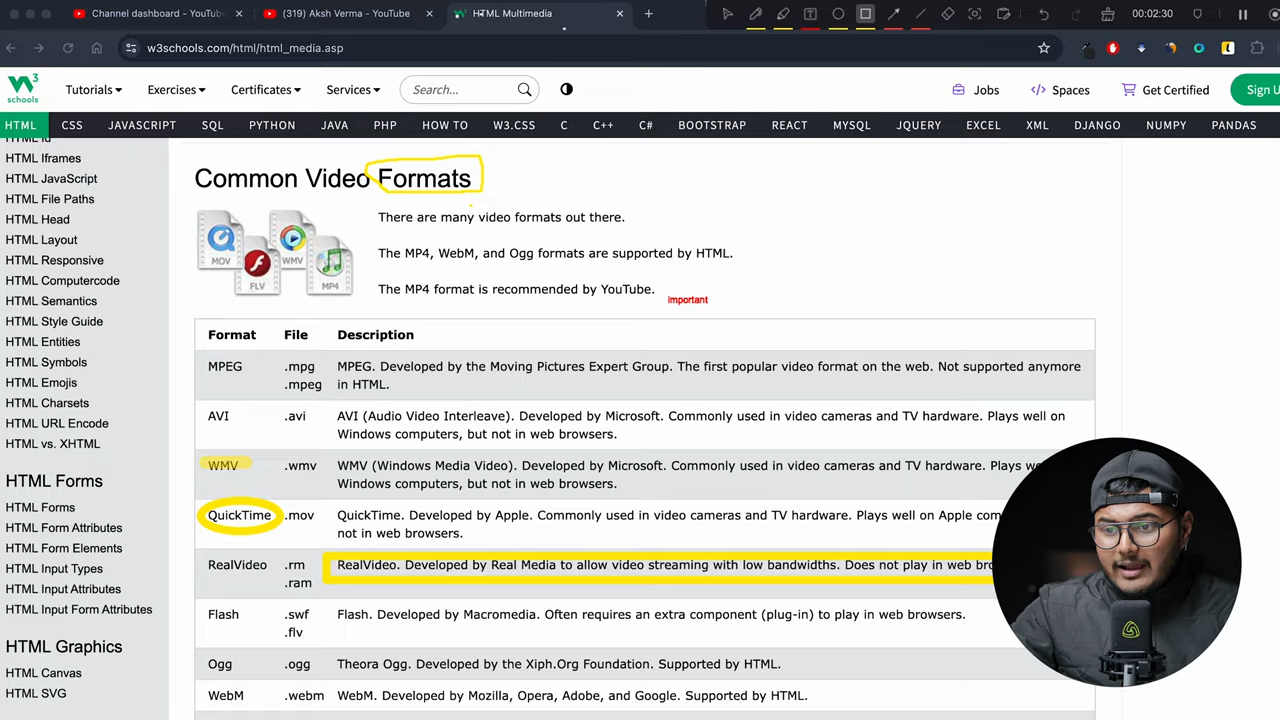 Channel dashboard - YouTube
(319) Aksh Verma - YouTube
HTML Multimedia
00:02:30
w3schools.com/html/html_media.asp
3
schools
Tutorials
Exercises
Certificates
Services
Search...
Jobs
Spaces
Get Certified
Sign U
HTML
CSS
JAVASCRIPT
SQL
PYTHON
JAVA
PHP
HOW TO
W3.CSS
C
C++
C#
BOOTSTRAP
REACT
MYSQL
JQUERY
EXCEL
XML
DJANGO
NUMPY
PANDAS
HTML Id
HTML Iframes
HTML JavaScript
HTML File Paths
HTML Head
HTML Layout
HTML Responsive
HTML Computercode
HTML Semantics
HTML Style Guide
HTML Entities
HTML Symbols
HTML Emojis
HTML Charsets
HTML URL Encode
HTML vs. XHTML
HTML Forms
HTML Forms
HTML Form Attributes
HTML Form Elements
HTML Input Types
HTML Input Attributes
HTML Input Form Attributes
HTML Graphics
HTML Canvas
HTML SVG
Common Video Formats
MOV
FLV
WMV
MP4
There are many video formats out there.
The MP4, WebM, and Ogg formats are supported by HTML.
The MP4 format is recommended by YouTube.
important
Format File Description
MPEG .mpg MPEG. Developed by the Moving Pictures Expert Group. The first popular video format on the web. Not supported anymore
.mpeg in HTML.
AVI .avi AVI (Audio Video Interleave). Developed by Microsoft. Commonly used in video cameras and TV hardware. Plays well on
Windows computers, but not in web browsers.
WMV .wmv WMV (Windows Media Video). Developed by Microsoft. Commonly used in video cameras and TV hardware. Plays we
Windows computers, but not in web browsers.
QuickTime .mov QuickTime. Developed by Apple. Commonly used in video cameras and TV hardware. Plays well on Apple com
not in web browsers.
RealVideo .rm RealVideo. Developed by Real Media to allow video streaming with low bandwidths. Does not play in web bro
.ram
Flash .swf Flash. Developed by Macromedia. Often requires an extra component (plug-in) to play in web browsers.
.flv
Ogg .ogg Theora Ogg. Developed by the Xiph.Org Foundation. Supported by HTML.
WebM .webm WebM. Developed by Mozilla, Opera, Adobe, and Google. Supported by HTML.